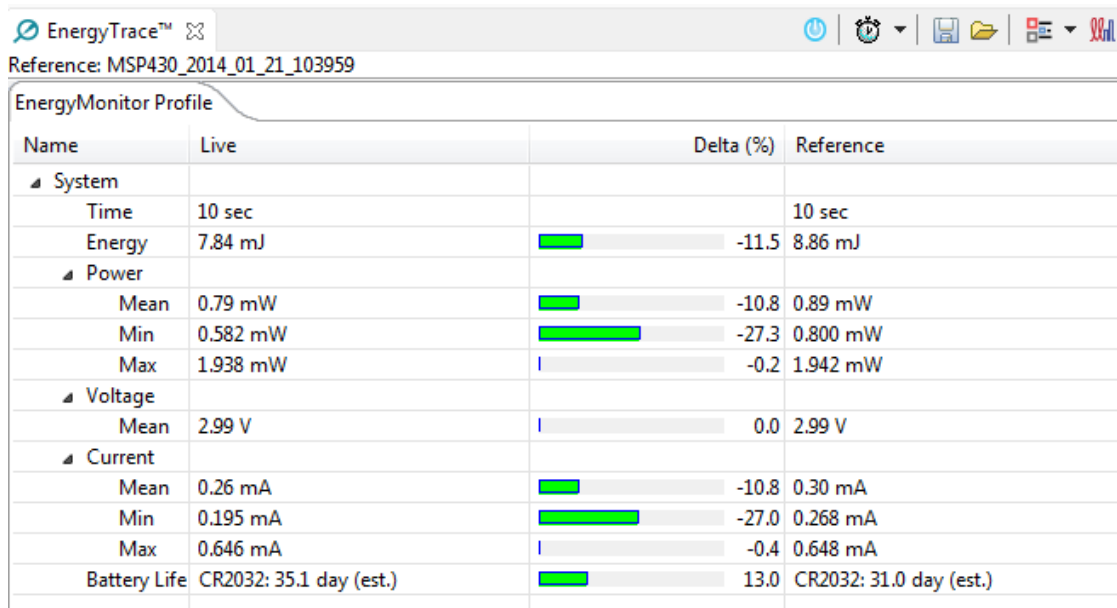 EnergyTrace™
Reference: MSP430_2014_01_21_103959
EnergyMonitor Profile
Name Live Delta (%) Reference
System
Time 10 sec 10 sec
Energy 7.84 mJ -11.5 8.86 mJ
Power
Mean 0.79 mW -10.8 0.89 mW
Min 0.582 mW -27.3 0.800 mW
Max 1.938 mW -0.2 1.942 mW
Voltage
Mean 2.99 V 0.0 2.99 V
Current
Mean 0.26 mA -10.8 0.30 mA
Min 0.195 mA -27.0 0.268 mA
Max 0.646 mA -0.4 0.648 mA
Battery Life CR2032: 35.1 day (est.) 13.0 CR2032: 31.0 day (est.)